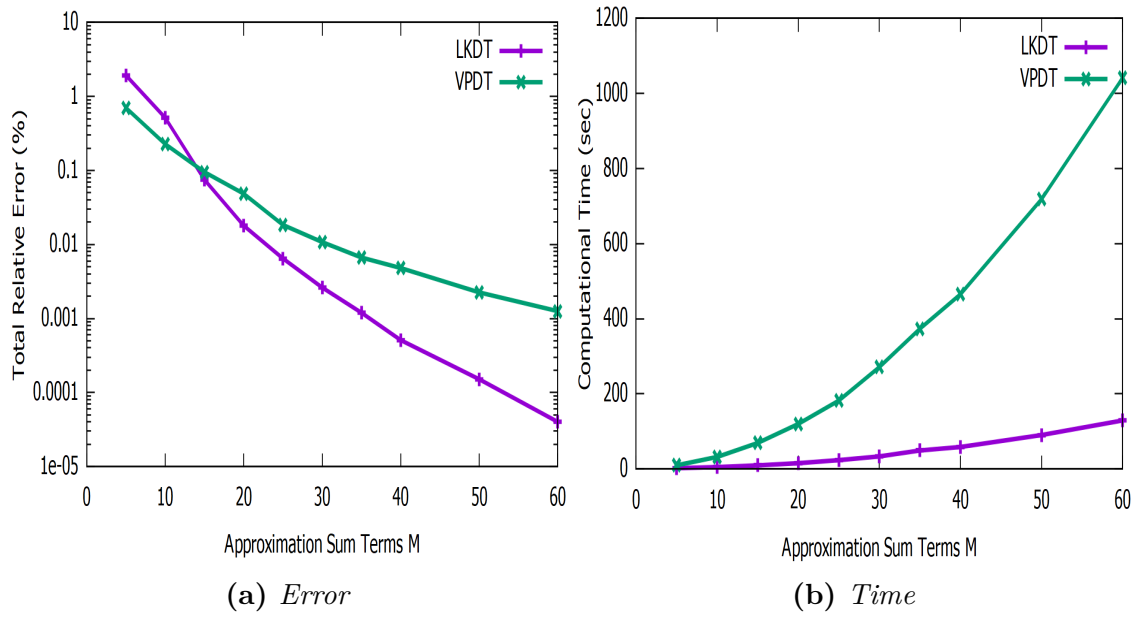 10
1
0.1
0.01
0.001
0.0001
1e-05
Total Relative Error (%)
LKDT
VPDT
0 10 20 30 40 50 60
Approximation Sum Terms M
(a) Error
1200
1000
800
600
400
200
0
Computational Time (sec)
LKDT
VPDT
0 10 20 30 40 50 60
Approximation Sum Terms M
(b) Time